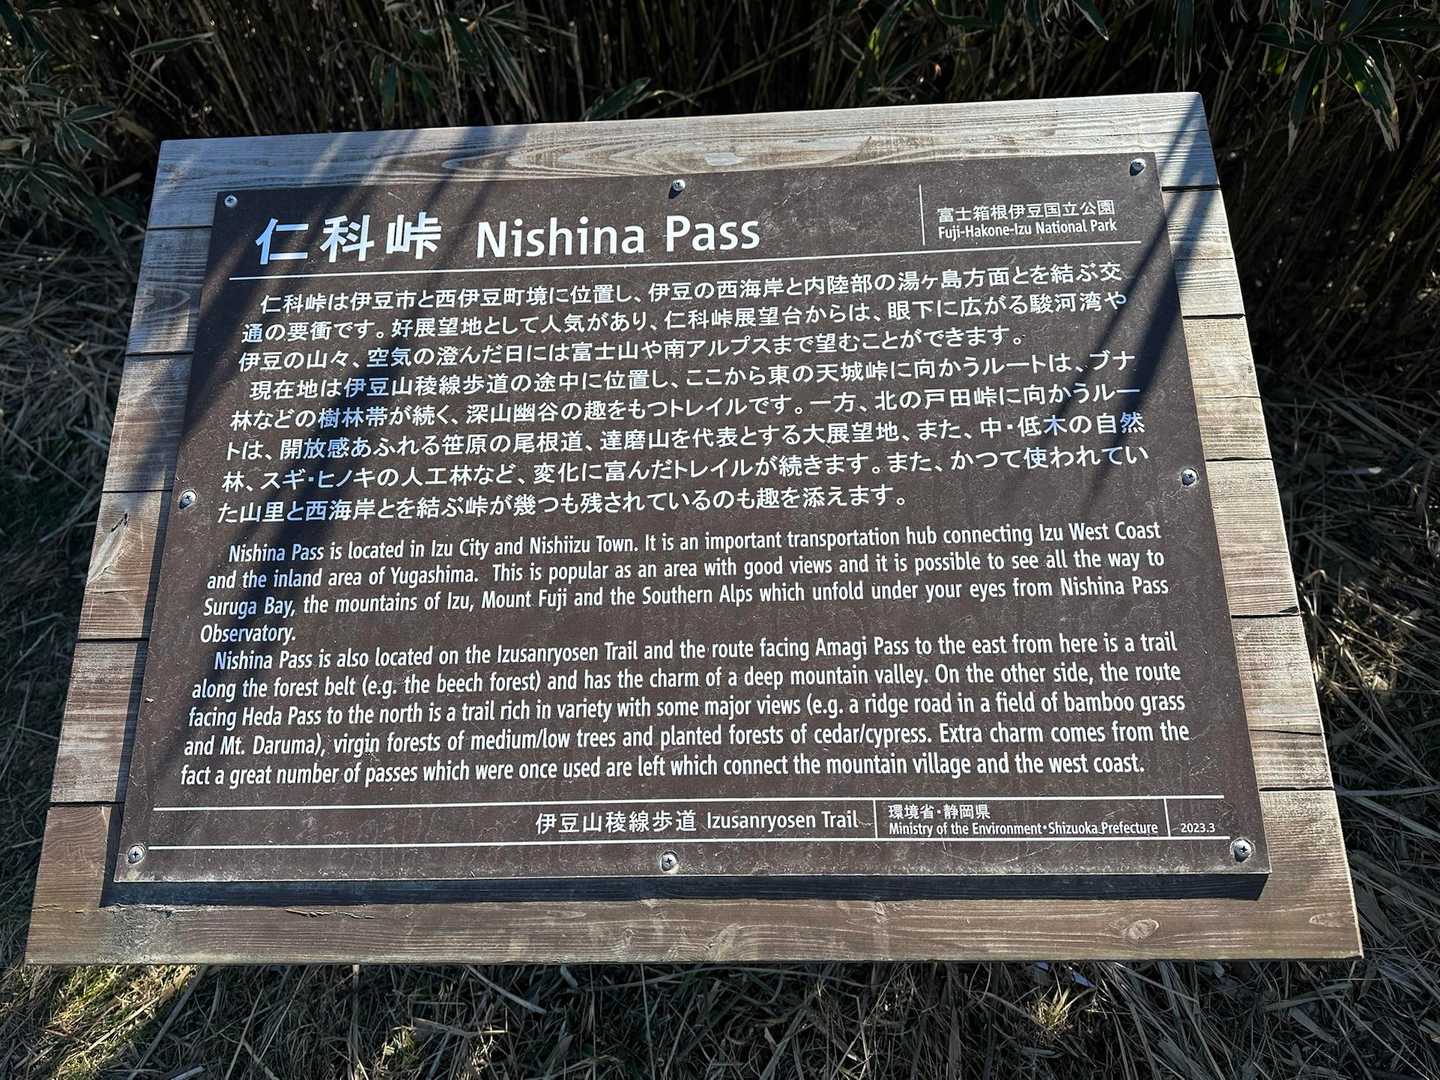 仁科峠 Nishina Pass
富士箱根伊豆国立公園
Fuji-Hakone-Izu National Park
仁科峠は伊豆市と西伊豆町境に位置し、伊豆の西海岸と内陸部の湯ヶ島方面とを結ぶ交
通の要衝です。好展望地として人気があり、仁科峠展望台からは、眼下に広がる駿河湾や
伊豆の山々、空気の澄んだ日には富士山や南アルプスまで望むことができます。
現在地は伊豆山稜線歩道の途中に位置し、ここから東の天城峠に向かうルートは、ブナ
林などの樹林帯が続く、深山幽谷の趣をもつトレイルです。一方、北の戸田峠に向かうルー
トは、開放感あふれる笹原の尾根道、達磨山を代表とする大展望地、また、中・低木の自然
林、スギ・ヒノキの人工林など、変化に富んだトレイルが続きます。また、かつて使われてい
た山里と西海岸とを結ぶ峠が幾つも残されているのも趣を添えます。
Nishina Pass is located in Izu City and Nishiizu Town. It is an important transportation hub connecting Izu West Coast
and the inland area of Yugashima. This is popular as an area with good views and it is possible to see all the way to
Suruga Bay, the mountains of Izu, Mount Fuji and the Southern Alps which unfold under your eyes from Nishina Pass
Observatory.
Nishina Pass is also located on the Izusanryosen Trail and the route facing Amagi Pass to the east from here is a trail
along the forest belt (e.g. the beech forest) and has the charm of a deep mountain valley. On the other side, the route
facing Heda Pass to the north is a trail rich in variety with some major views (e.g. a ridge road in a field of bamboo grass
and Mt. Daruma), virgin forests of medium/low trees and planted forests of cedar/cypress. Extra charm comes from the
fact a great number of passes which were once used are left which connect the mountain village and the west coast.
伊豆山稜線歩道 Izusanryosen Trail
環境省・静岡県
Ministry of the Environment・Shizuoka Prefecture
2023.3